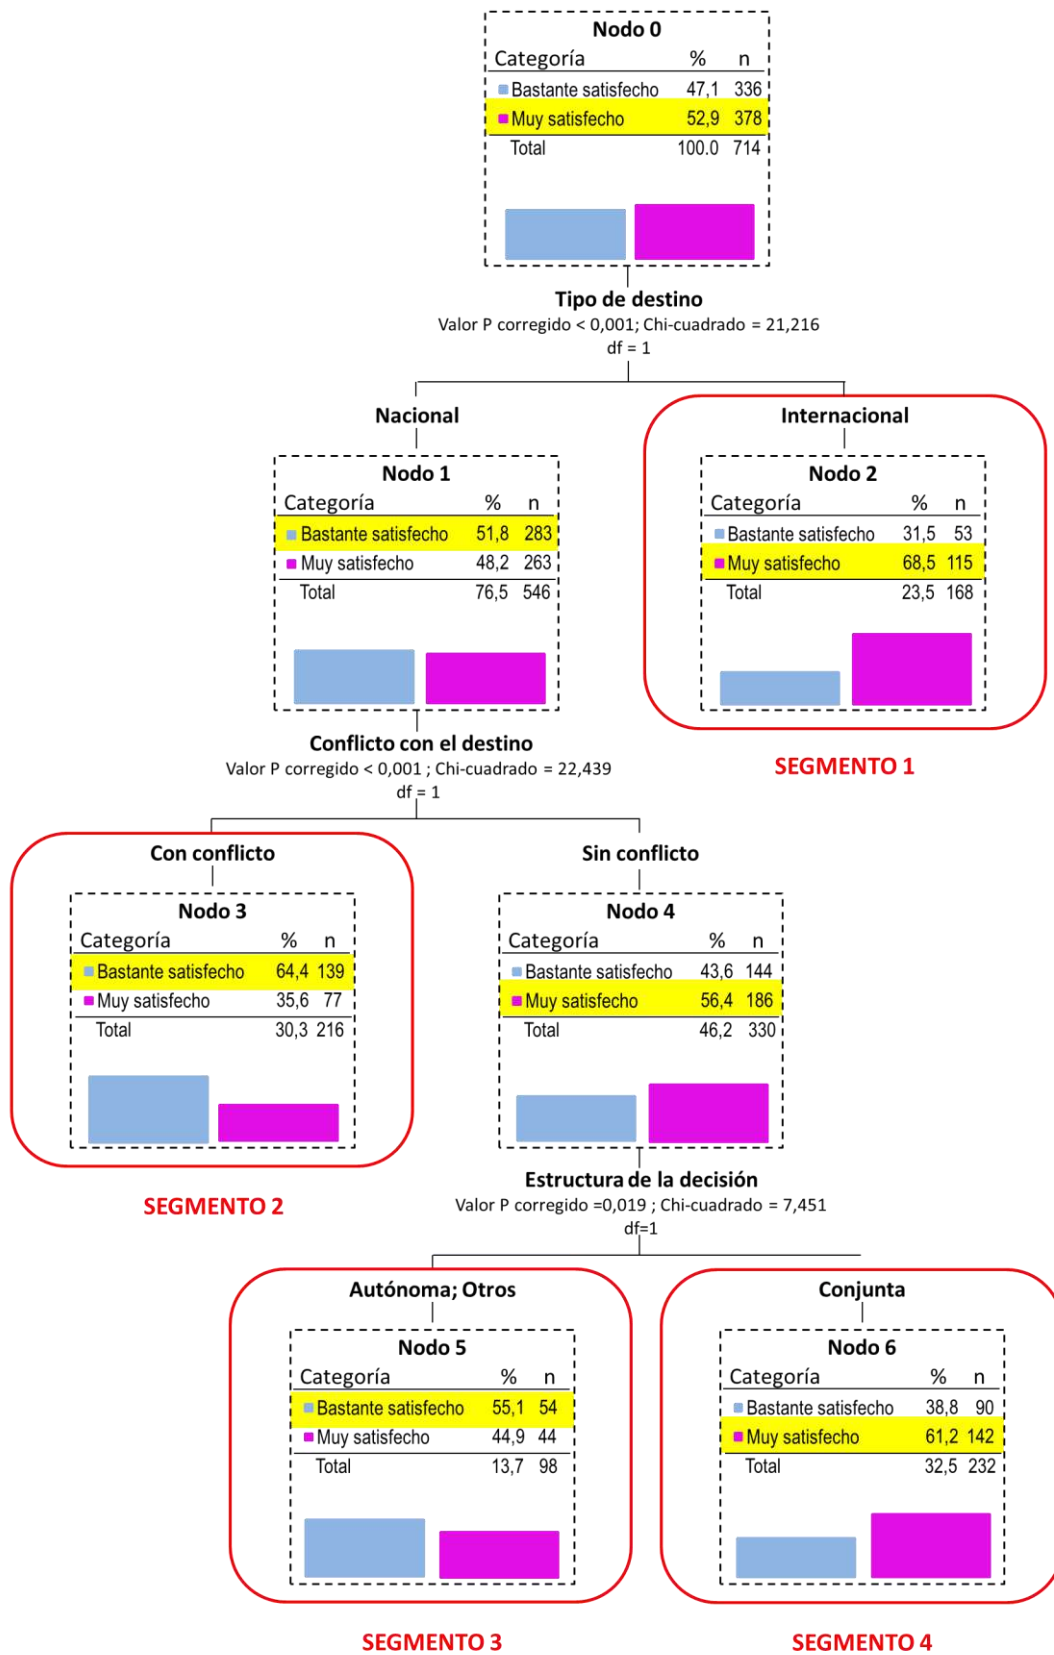 Nodo 0
Categoría % n
Bastante satisfecho 47,1 336
Muy satisfecho 52,9 378
Total 100.0 714
Tipo de destino
Valor P corregido < 0,001; Chi-cuadrado = 21,216
df = 1
Nacional
Nodo 1
Categoría % n
Bastante satisfecho 51,8 283
Muy satisfecho 48,2 263
Total 76,5 546
Internacional
Nodo 2
Categoría % n
Bastante satisfecho 31,5 53
Muy satisfecho 68,5 115
Total 23,5 168
SEGMENTO 1
Conflicto con el destino
Valor P corregido < 0,001 ; Chi-cuadrado = 22,439
df = 1
Con conflicto
Nodo 3
Categoría % n
Bastante satisfecho 64,4 139
Muy satisfecho 35,6 77
Total 30,3 216
SEGMENTO 2
Sin conflicto
Nodo 4
Categoría % n
Bastante satisfecho 43,6 144
Muy satisfecho 56,4 186
Total 46,2 330
Estructura de la decisión
Valor P corregido =0,019 ; Chi-cuadrado = 7,451
df=1
Autónoma; Otros
Nodo 5
Categoría % n
Bastante satisfecho 55,1 54
Muy satisfecho 44,9 44
Total 13,7 98
SEGMENTO 3
Conjunta
Nodo 6
Categoría % n
Bastante satisfecho 38,8 90
Muy satisfecho 61,2 142
Total 32,5 232
SEGMENTO 4